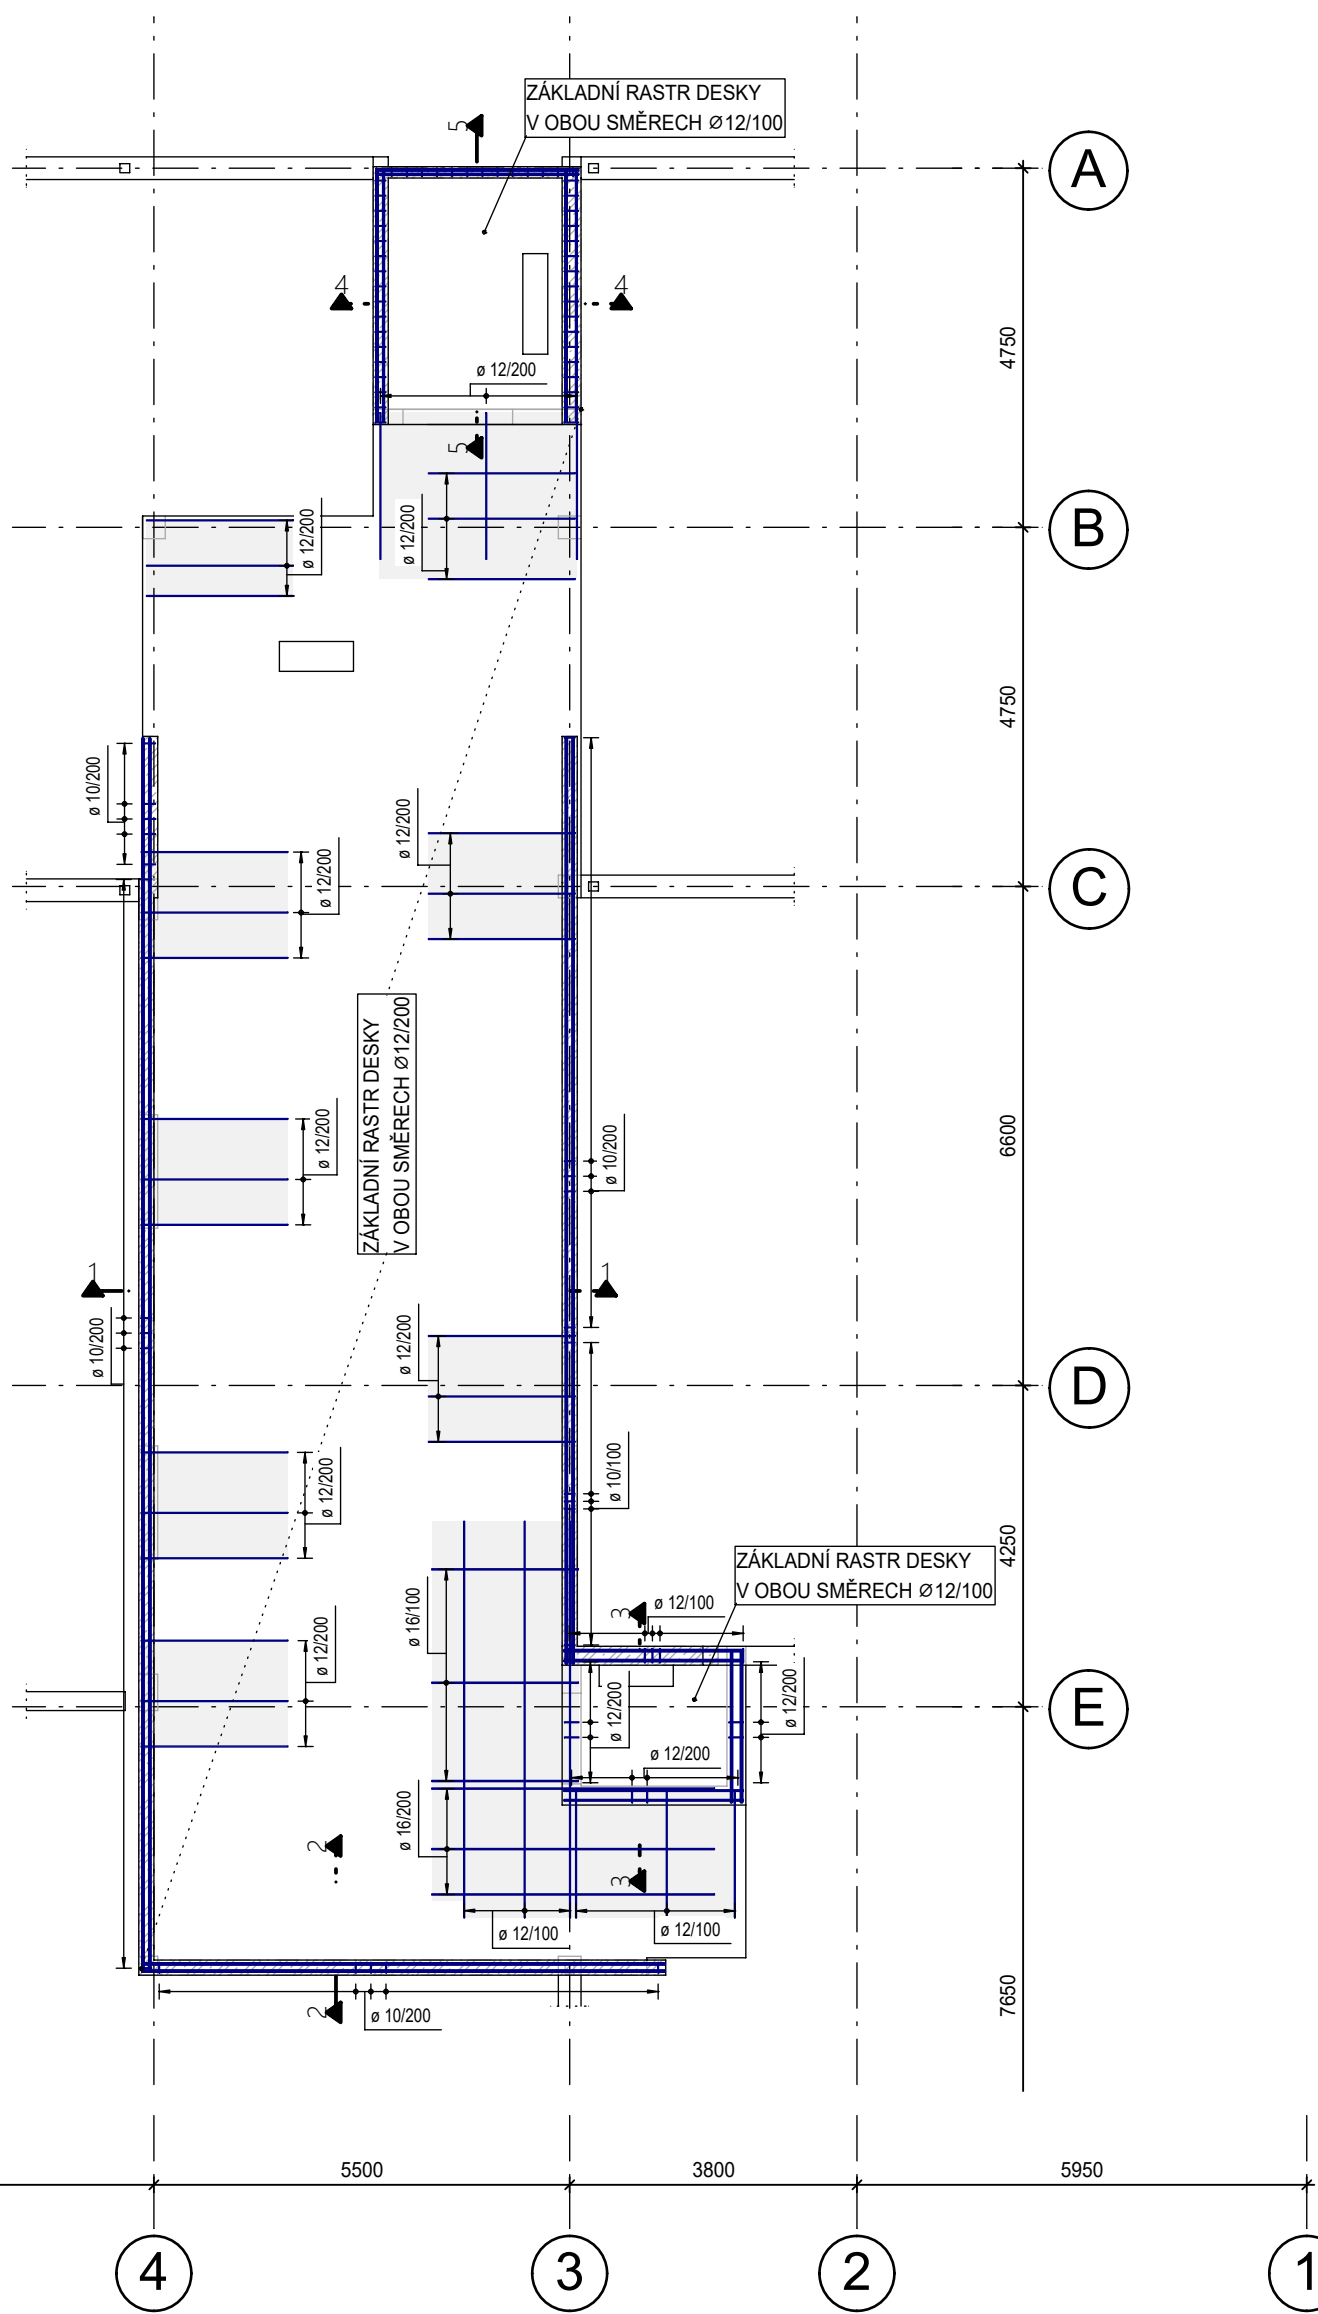 ZÁKLADNÍ RASTR DESKY
V OBOU SMĚRECH Ø12/100
5
A
4
4
4750
ø 12/200
5
B
ø 12/200
ø 12/200
4750
ø 10/200
ø 12/200
ø 12/200
C
ZÁKLADNÍ RASTR DESKY
V OBOU SMĚRECH Ø12/200
6600
ø 12/200
ø 10/200
1
1
ø 10/200
ø 12/200
D
ø 12/200
ø 10/100
4250
ZÁKLADNÍ RASTR DESKY
V OBOU SMĚRECH Ø12/100
3
ø 12/100
ø 16/100
ø 12/200
ø 12/200
ø 12/200
E
ø 12/200
ø 16/200
2
3
ø 12/100
ø 12/100
2
ø 10/200
7650
5500
3800
5950
4
3
2
1